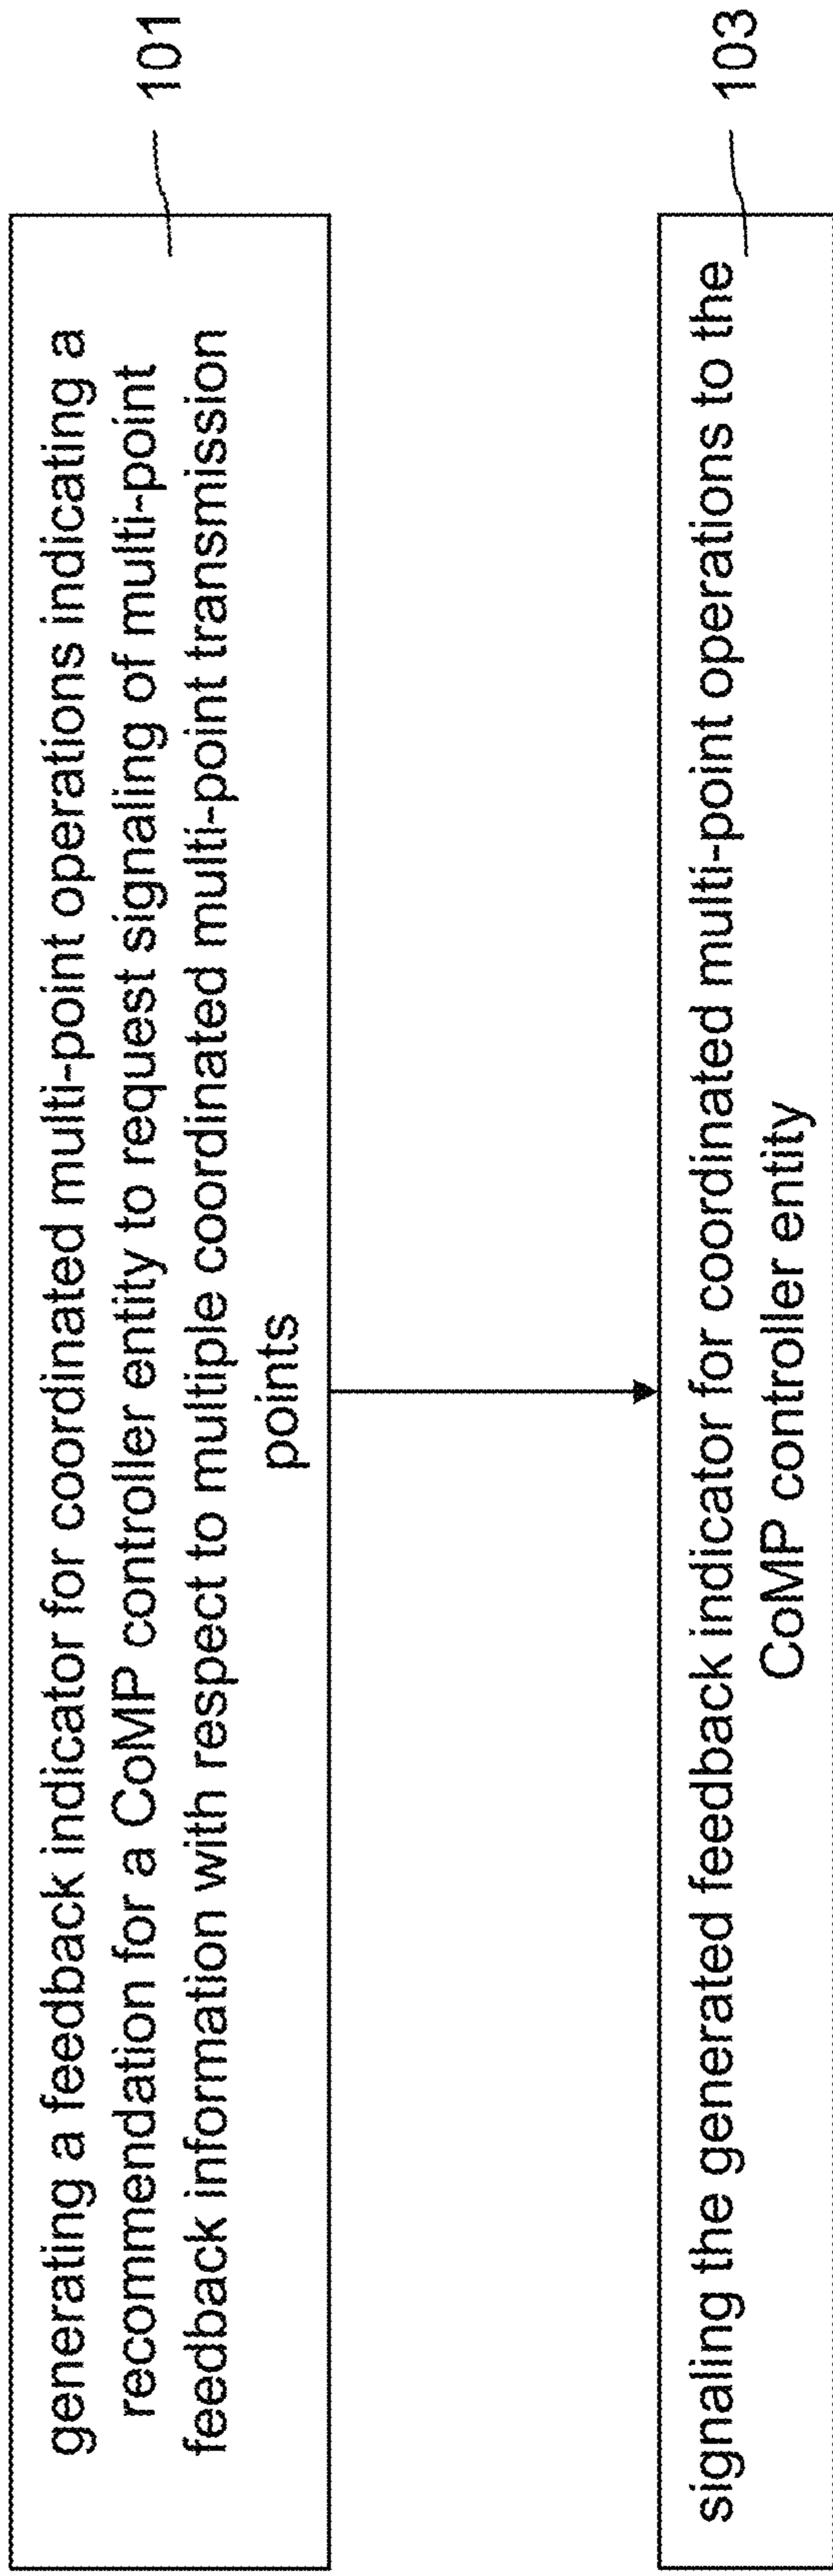 generating a feedback indicator for coordinated multi-point operations indicating a
recommendation for a CoMP controller entity to request signaling of multi-point
feedback information with respect to multiple coordinated multi-point transmission
points
101
signaling the generated feedback indicator for coordinated multi-point operations to the
CoMP controller entity
103